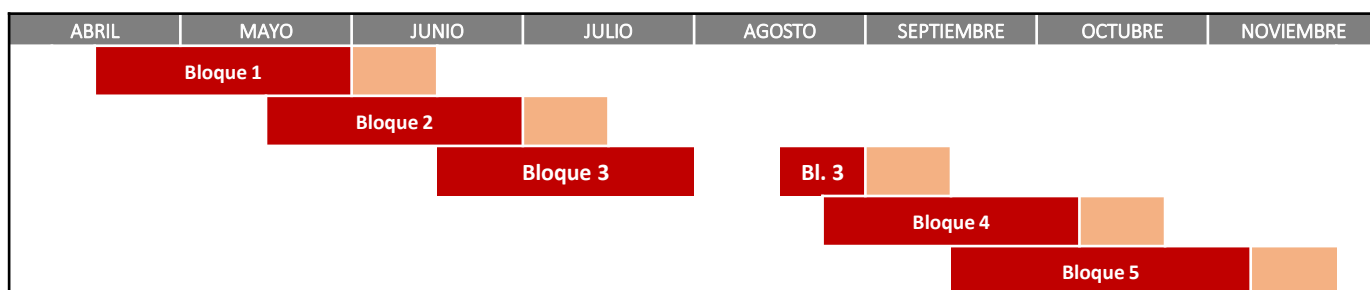 ABRIL MAYO JUNIO JULIO AGOSTO SEPTIEMBRE OCTUBRE NOVIEMBRE
Bloque 1
Bloque 2
Bloque 3 Bl. 3
Bloque 4
Bloque 5